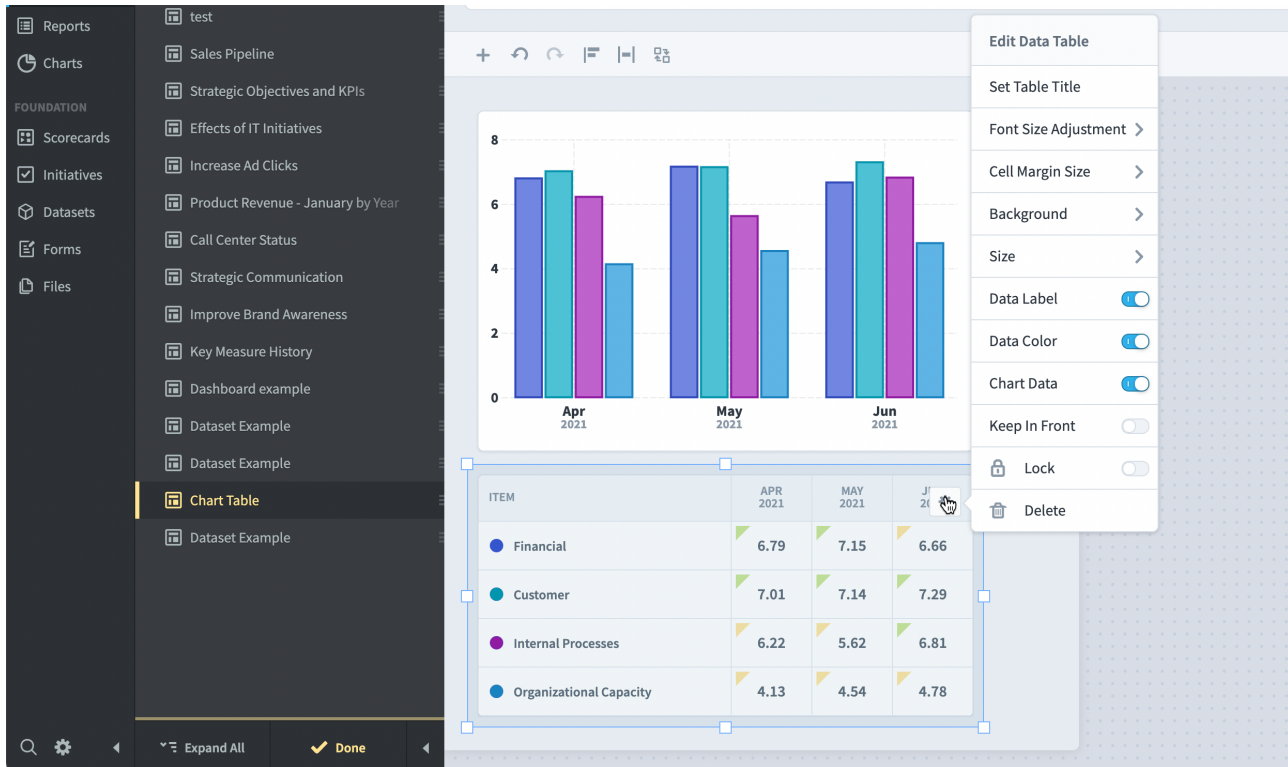 Reports
Charts
FOUNDATION
Scorecards
Initiatives
Datasets
Forms
Files
test
Sales Pipeline
Strategic Objectives and KPIs
Effects of IT Initiatives
Increase Ad Clicks
Product Revenue - January by Year
Call Center Status
Strategic Communication
Improve Brand Awareness
Key Measure History
Dashboard example
Dataset Example
Dataset Example
Chart Table
Dataset Example
Expand All
Done
8
6
4
2
0
Apr
2021
May
2021
Jun
2021
ITEM
APR
2021
MAY
2021
Financial
6.79
7.15
6.66
Customer
7.01
7.14
7.29
Internal Processes
6.22
5.62
6.81
Organizational Capacity
4.13
4.54
4.78
Edit Data Table
Set Table Title
Font Size Adjustment
Cell Margin Size
Background
Size
Data Label
Data Color
Chart Data
Keep In Front
Lock
Delete